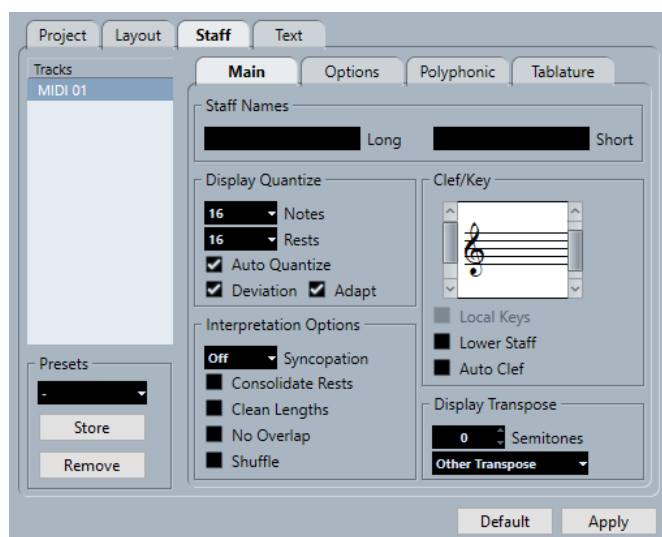 Project Layout Staff Text
Tracks
MIDI 01
Main Options Polyphonic Tablature
Staff Names
Long Short
Display Quantize
16 Notes
16 Rests
Auto Quantize
Deviation Adapt
Clef/Key
Local Keys
Lower Staff
Auto Clef
Interpretation Options
Off Syncopation
Consolidate Rests
Clean Lengths
No Overlap
Shuffle
Display Transpose
0 Semitones
Other Transpose
Presets
-
Store
Remove
Default Apply